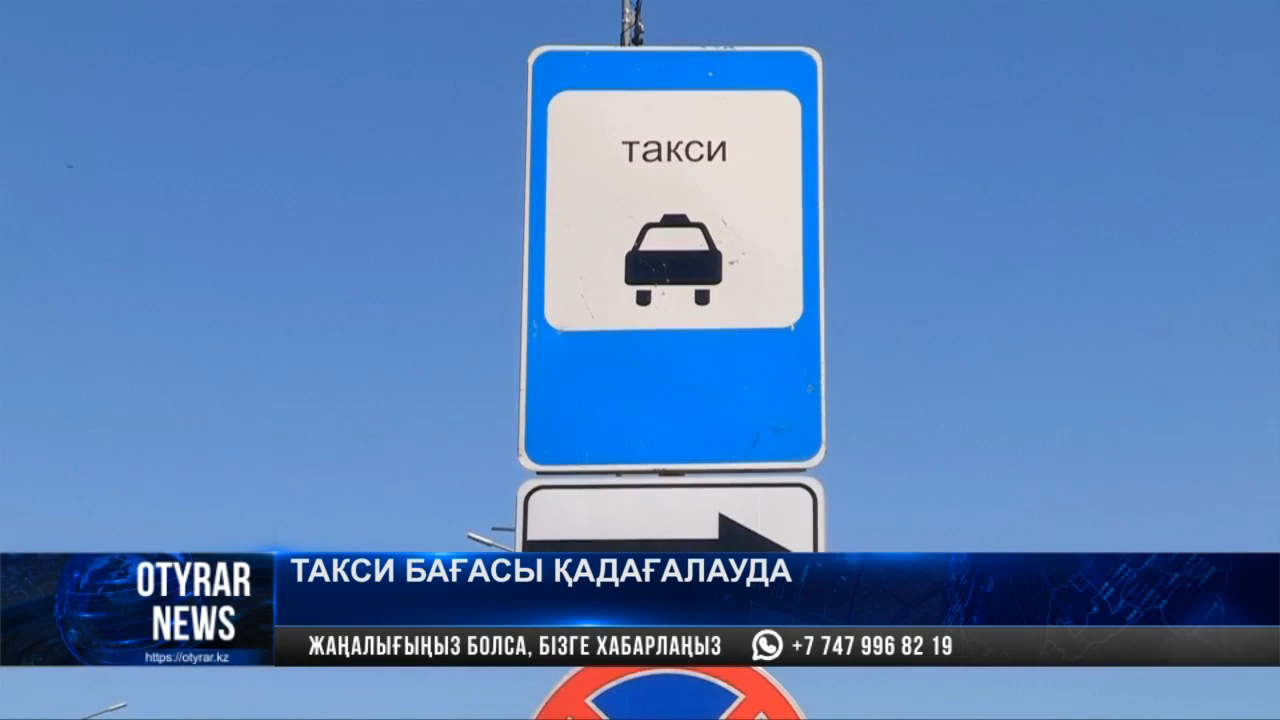 такси
OTYRAR
NEWS
https://otyrar.kz
ТАКСИ БАҒАСЫ ҚАДАҒАЛАУДА
ЖАҢАЛЫҒЫҢЫЗ БОЛСА, БІЗГЕ ХАБАРЛАҢЫЗ +7 747 996 82 19